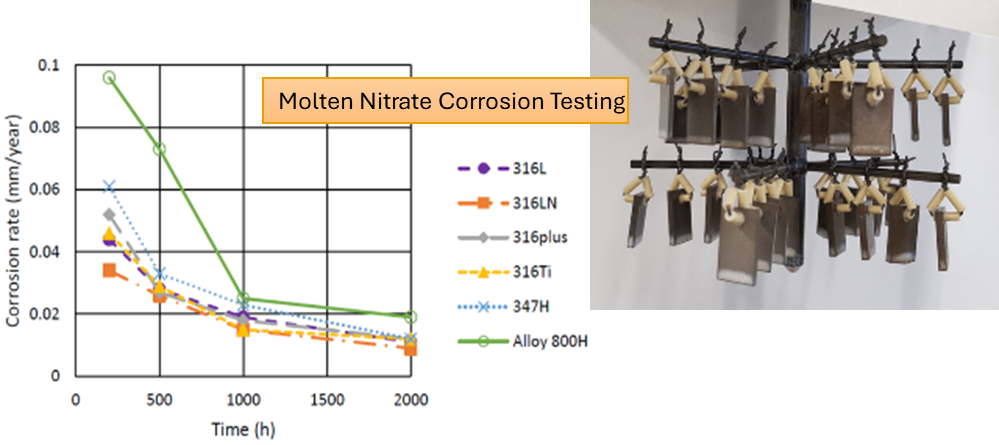 Molten Nitrate Corrosion Testing
Corrosion rate (mm/year)
0.1
0.08
0.06
0.04
0.02
0
0 500 1000 1500 2000
Time (h)
316L
316LN
316plus
316Ti
347H
Alloy 800H